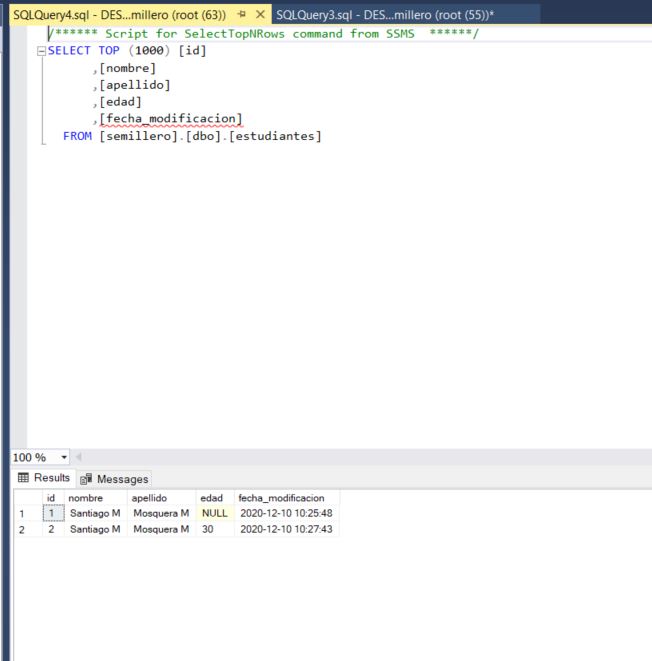 SQLQuery4.sql - DES...millero (root (63)) SQLQuery3.sql - DES...millero (root (55))*
/****** Script for SelectTopNRows command from SSMS  ******/
SELECT TOP (1000) [id]
,[nombre]
,[apellido]
,[edad]
,[fecha_modificacion]
FROM [semillero].[dbo].[estudiantes]
100 %
Results Messages
id nombre apellido edad fecha_modificacion
1 1 Santiago M Mosquera M NULL 2020-12-10 10:25:48
2 2 Santiago M Mosquera M 30 2020-12-10 10:27:43